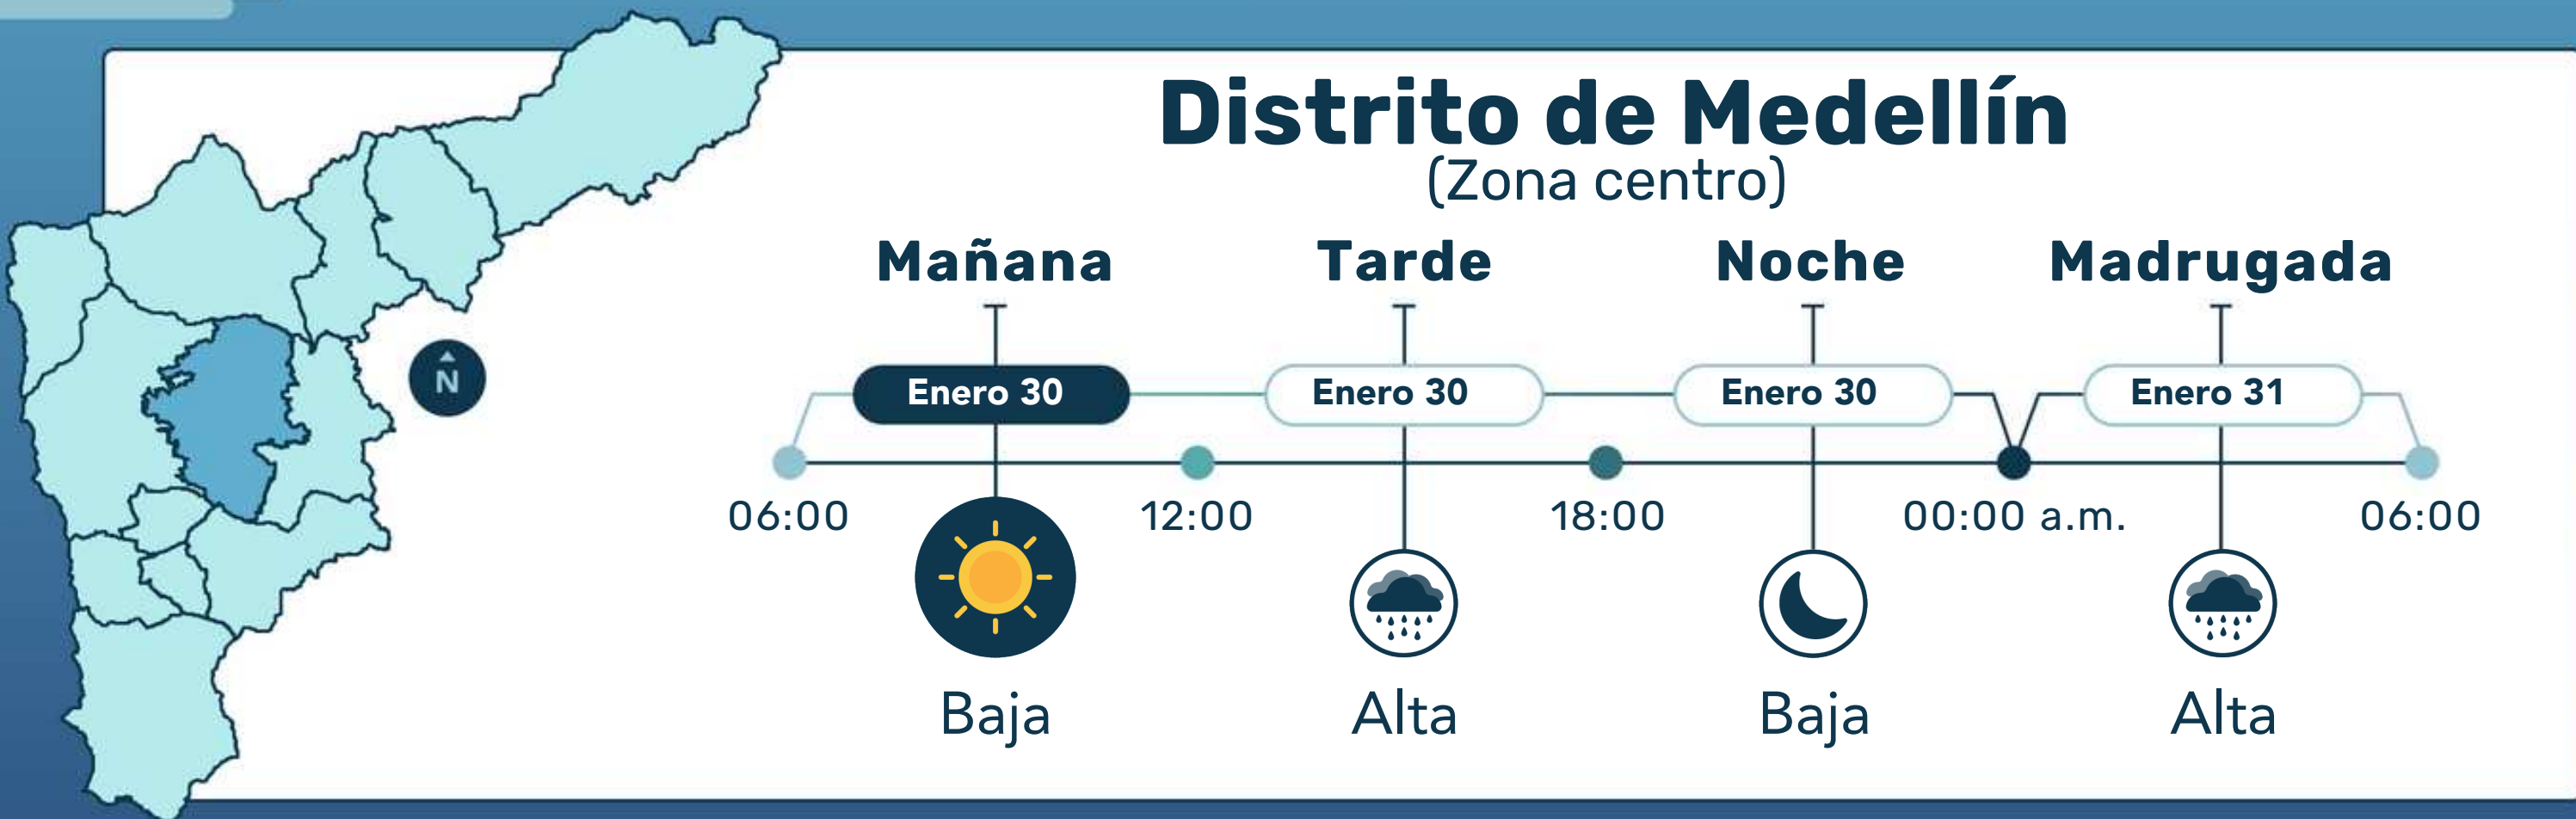 Distrito de Medellín
(Zona centro)
Mañana Tarde Noche Madrugada
Enero 30 Enero 30 Enero 30 Enero 31
N
06:00 12:00 18:00 00:00 a.m. 06:00
Baja Alta Baja Alta